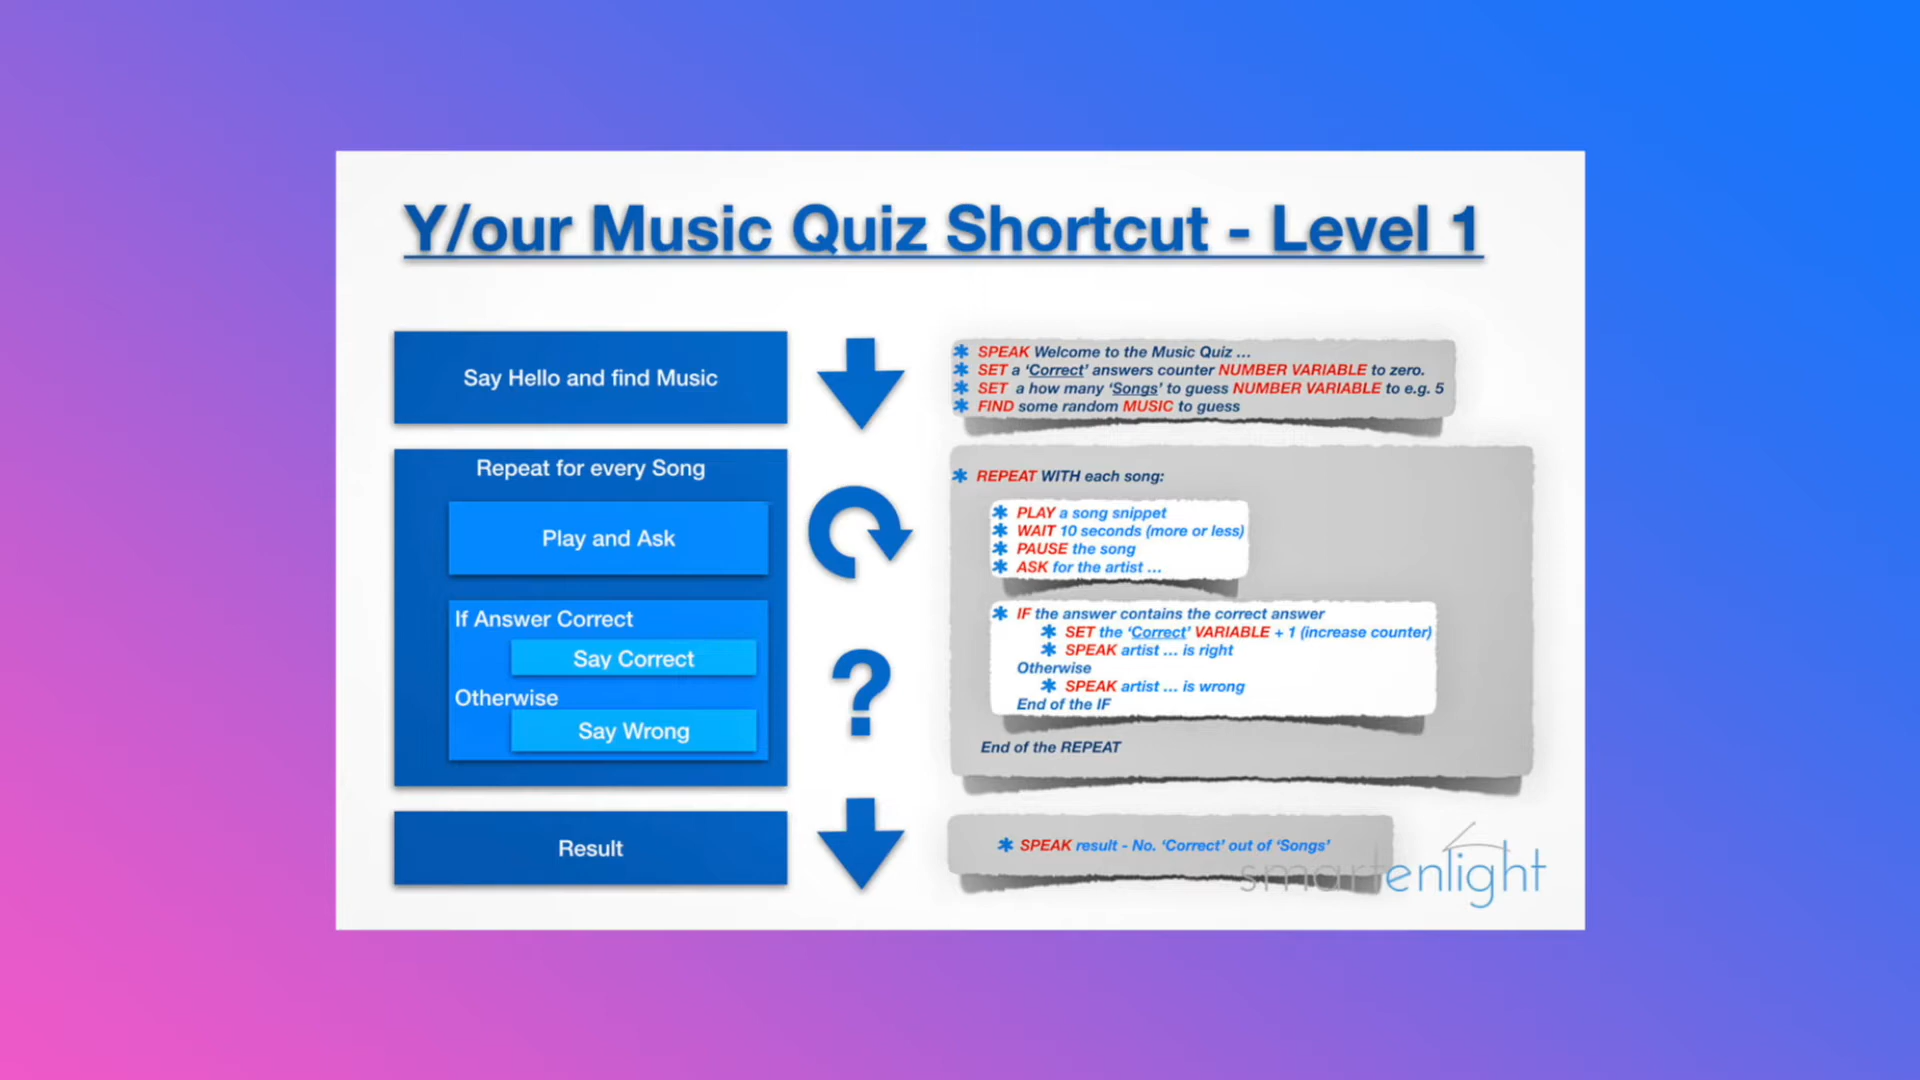 Y/our Music Quiz Shortcut - Level 1
Say Hello and find Music
SPEAK Welcome to the Music Quiz ...
SET a ‘Correct’ answers counter NUMBER VARIABLE to zero.
SET a how many ‘Songs’ to guess NUMBER VARIABLE to e.g. 5
FIND some random MUSIC to guess
Repeat for every Song
Play and Ask
If Answer Correct
Say Correct
Otherwise
Say Wrong
REPEAT WITH each song:
PLAY a song snippet
WAIT 10 seconds (more or less)
PAUSE the song
ASK for the artist ...
IF the answer contains the correct answer
SET the ‘Correct’ VARIABLE + 1 (increase counter)
SPEAK artist ... is right
Otherwise
SPEAK artist ... is wrong
End of the IF
End of the REPEAT
?
Result
SPEAK result - No. ‘Correct’ out of ‘Songs’
smartenlight